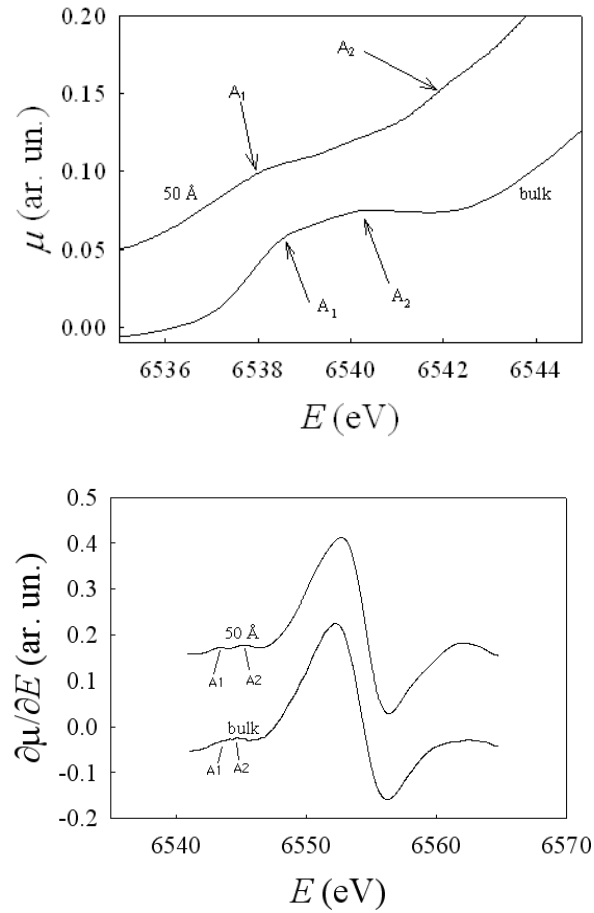 0.20
0.15
0.10
0.05
0.00
μ (ar. un.)
A2
A1
50 Å
bulk
A1
A2
6536 6538 6540 6542 6544
E (eV)
0.5
0.4
0.3
0.2
0.1
0.0
-0.1
-0.2
∂μ/∂E (ar. un.)
50 Å
A1 A2
bulk
A1 A2
6540 6550 6560 6570
E (eV)